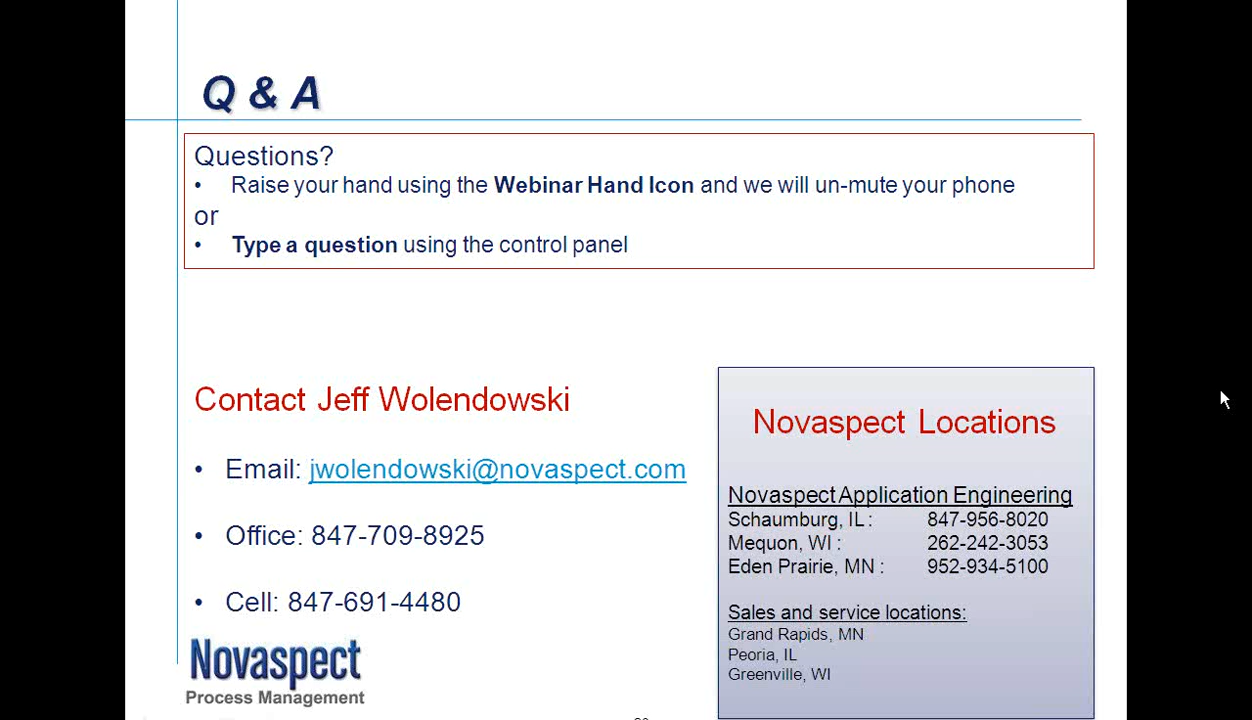 Q & A
Questions?
• Raise your hand using the Webinar Hand Icon and we will un-mute your phone
or
• Type a question using the control panel
Contact Jeff Wolendowski
• Email: jwolendowski@novaspect.com
• Office: 847-709-8925
• Cell: 847-691-4480
Novaspect
Process Management
Novaspect Locations
Novaspect Application Engineering
Schaumburg, IL : 847-956-8020
Mequon, WI : 262-242-3053
Eden Prairie, MN : 952-934-5100
Sales and service locations:
Grand Rapids, MN
Peoria, IL
Greenville, WI